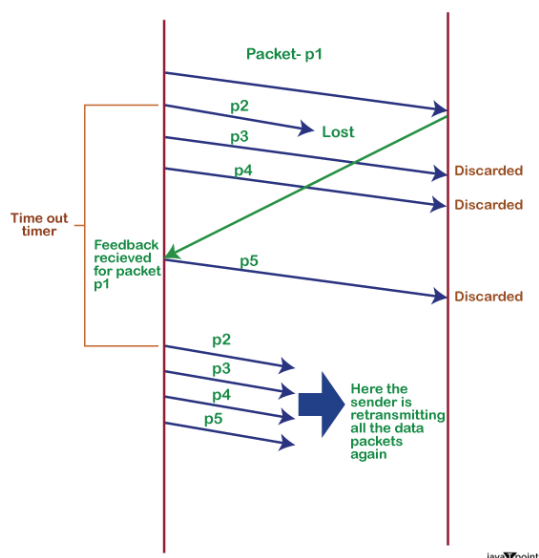 Packet- p1
p2
Lost
p3
Discarded
p4
Discarded
Time out
timer
Feedback
recieved
for packet
p1
p5
Discarded
p2
p3
p4
p5
Here the
sender is
retransmitting
all the data
packets
again
javaTpoint